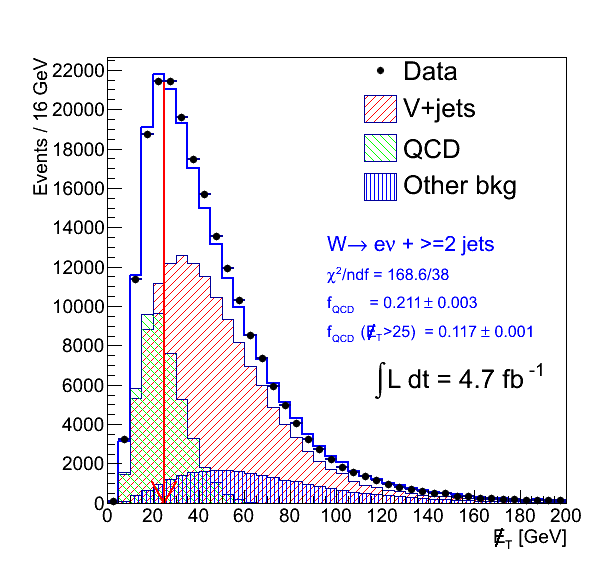 Events / 16 GeV
22000
20000
18000
16000
14000
12000
10000
8000
6000
4000
2000
0
Data
V+jets
QCD
Other bkg
W→ eν + >=2 jets
χ²/ndf = 168.6/38
f_QCD = 0.211 ± 0.003
f_QCD (E̸_T>25) = 0.117 ± 0.001
∫L dt = 4.7 fb⁻¹
0 20 40 60 80 100 120 140 160 180 200
E̸_T [GeV]